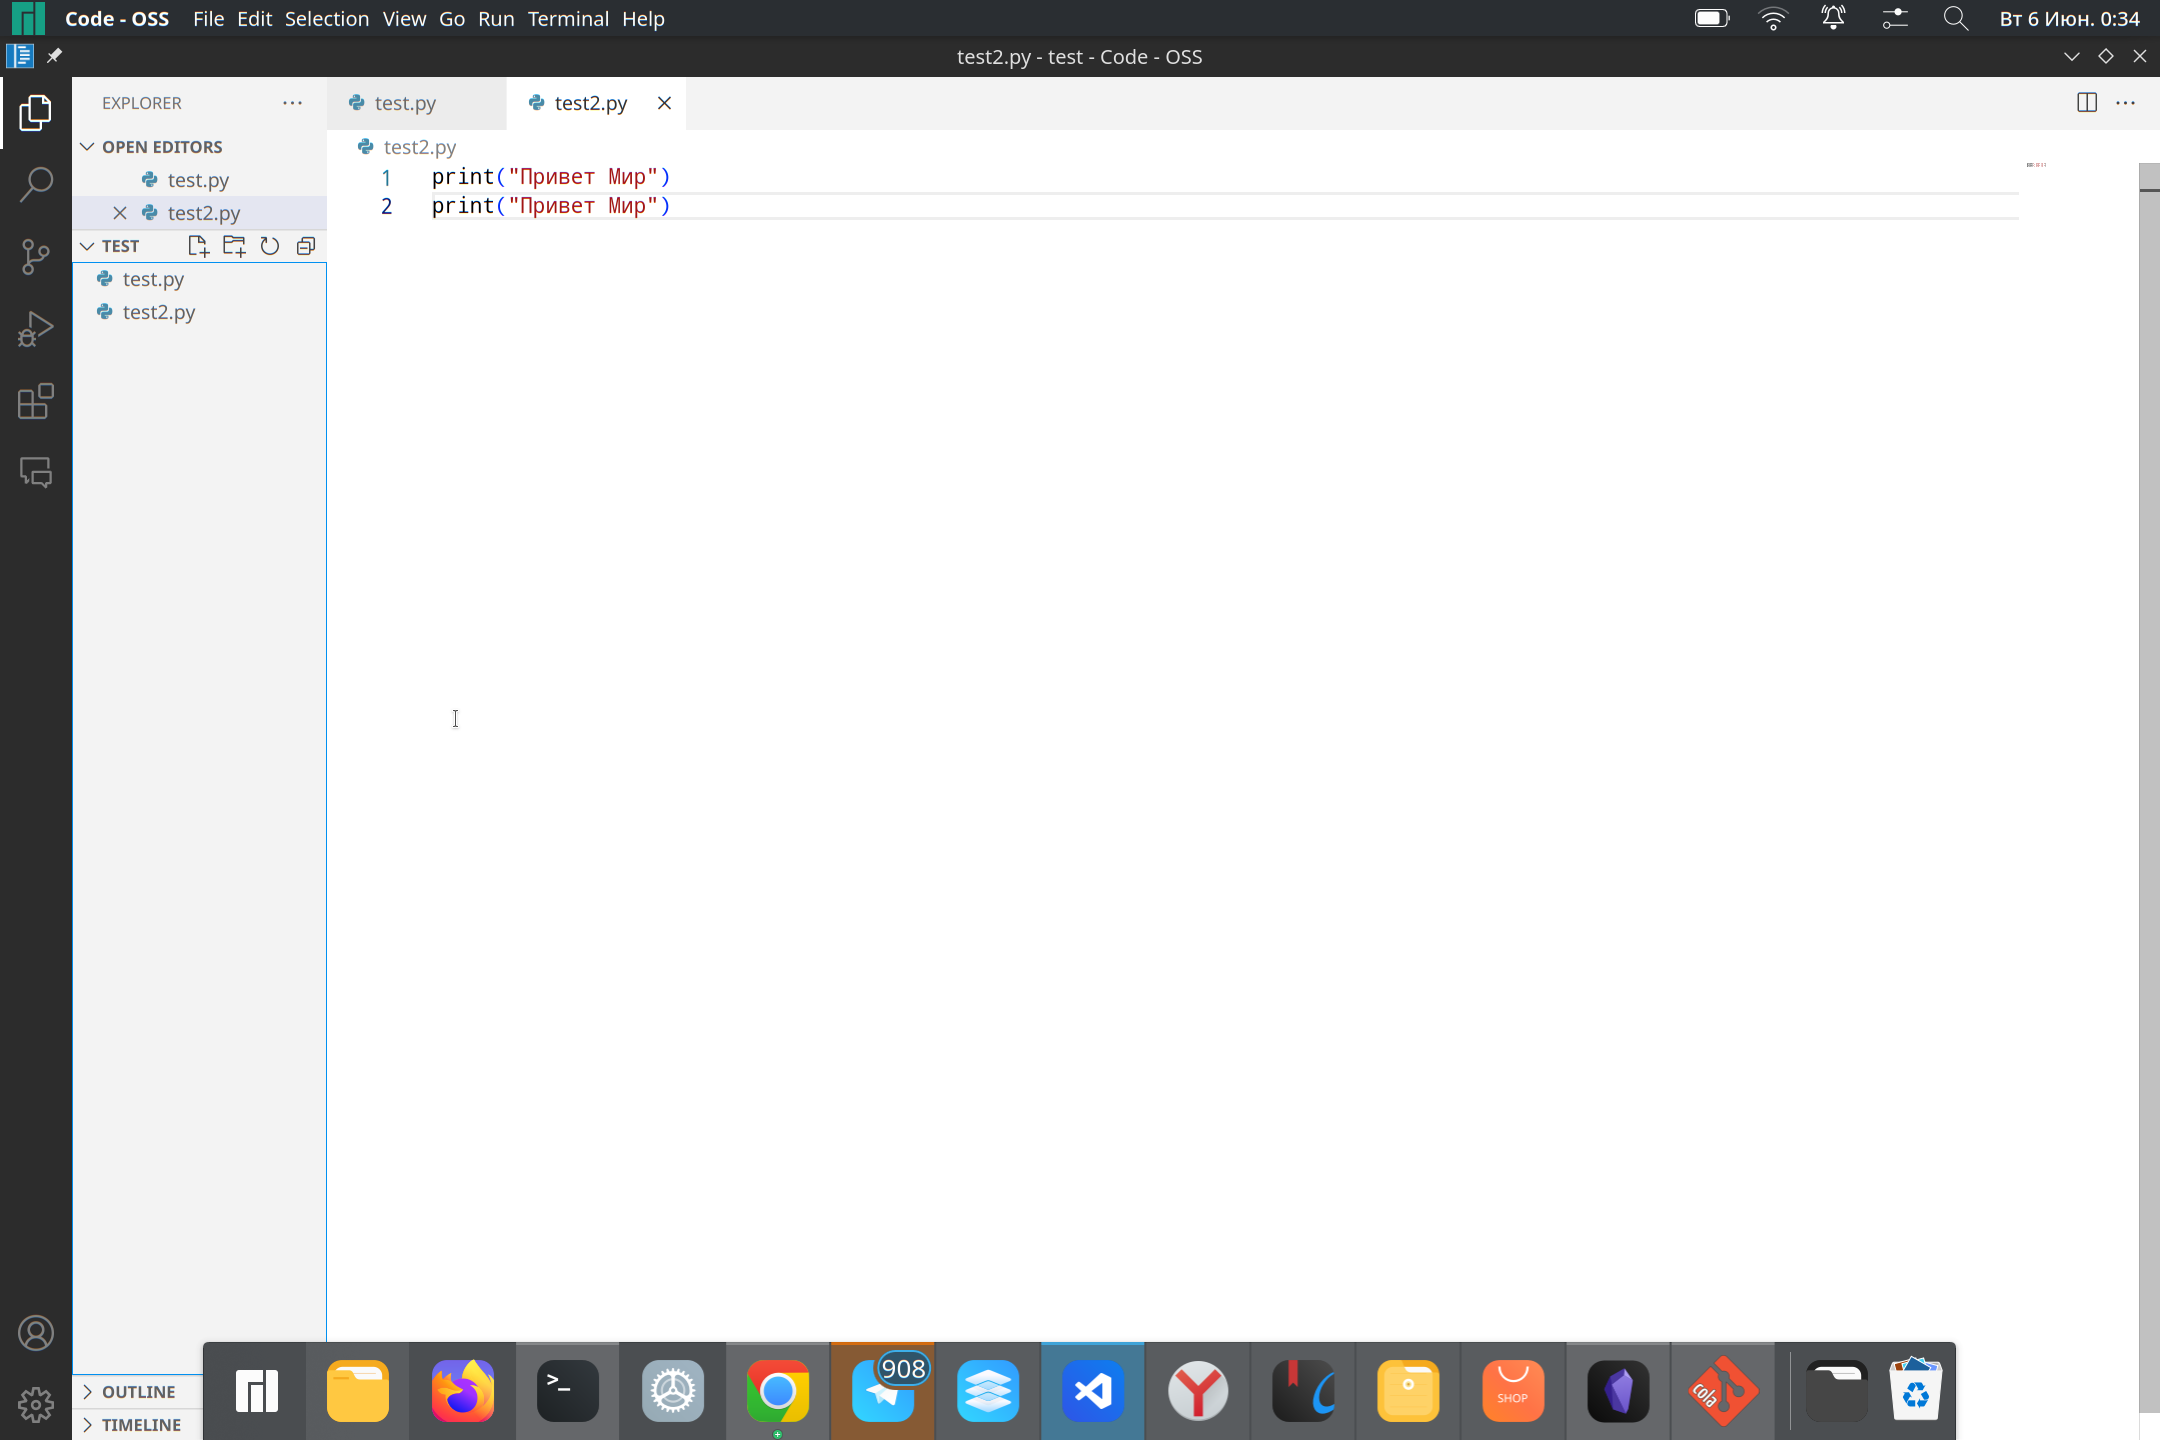 Code - OSS File Edit Selection View Go Run Terminal Help
Вт 6 Июн. 0:34
test2.py - test - Code - OSS
EXPLORER
OPEN EDITORS
test.py
test2.py
TEST
test.py
test2.py
OUTLINE
TIMELINE
test.py
test2.py
test2.py
1 print("Привет Мир")
2 print("Привет Мир")
>_
908
SHOP
cola